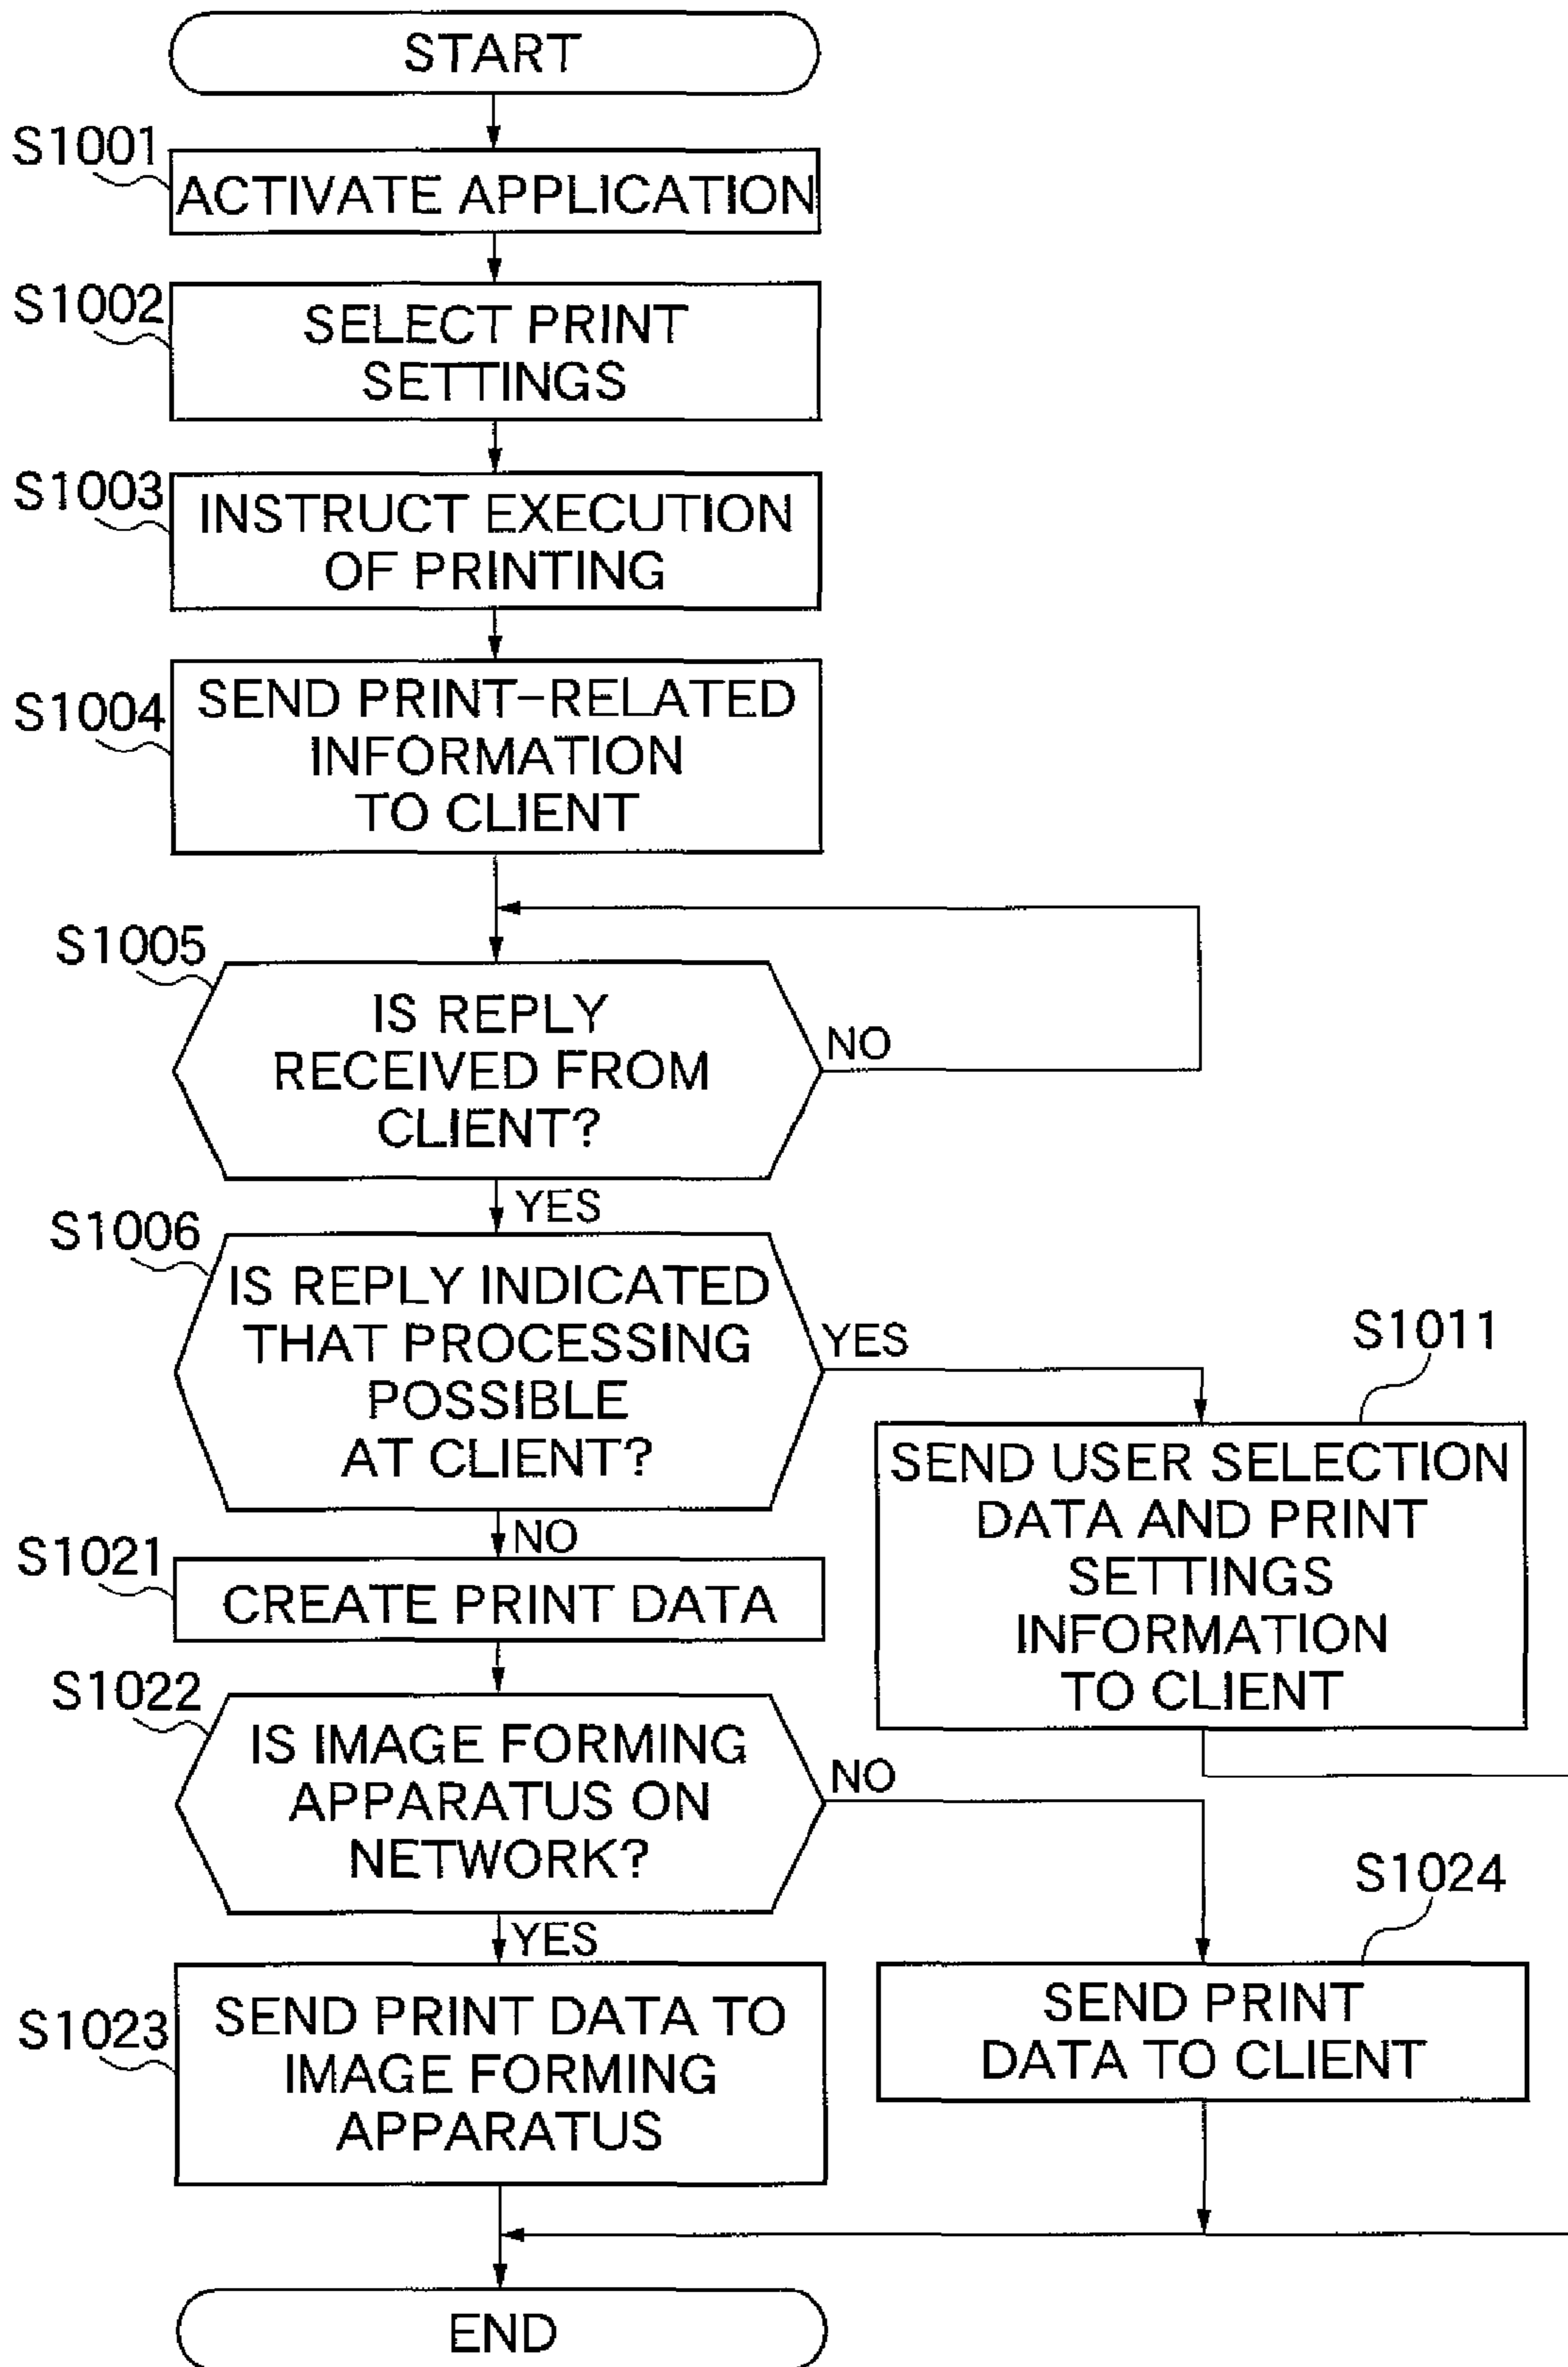 START
S1001
ACTIVATE APPLICATION
S1002
SELECT PRINT
SETTINGS
S1003
INSTRUCT EXECUTION
OF PRINTING
S1004
SEND PRINT-RELATED
INFORMATION
TO CLIENT
S1005
IS REPLY
RECEIVED FROM
CLIENT?
NO
YES
S1006
IS REPLY INDICATED
THAT PROCESSING
POSSIBLE
AT CLIENT?
YES
S1011
SEND USER SELECTION
DATA AND PRINT
SETTINGS
INFORMATION
TO CLIENT
NO
S1021
CREATE PRINT DATA
S1022
IS IMAGE FORMING
APPARATUS ON
NETWORK?
NO
YES
S1023
SEND PRINT DATA TO
IMAGE FORMING
APPARATUS
S1024
SEND PRINT
DATA TO CLIENT
END